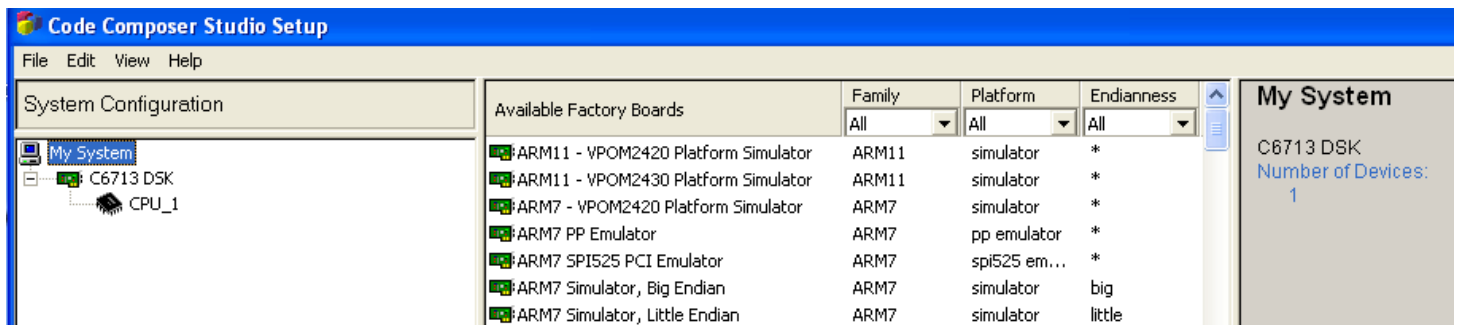 Code Composer Studio Setup
File Edit View Help
System Configuration
My System
C6713 DSK
CPU_1
Available Factory Boards Family Platform Endianness
All All All
ARM11 - VPOM2420 Platform Simulator ARM11 simulator *
ARM11 - VPOM2430 Platform Simulator ARM11 simulator *
ARM7 - VPOM2420 Platform Simulator ARM7 simulator *
ARM7 PP Emulator ARM7 pp emulator *
ARM7 SPI525 PCI Emulator ARM7 spi525 em... *
ARM7 Simulator, Big Endian ARM7 simulator big
ARM7 Simulator, Little Endian ARM7 simulator little
My System
C6713 DSK
Number of Devices:
1